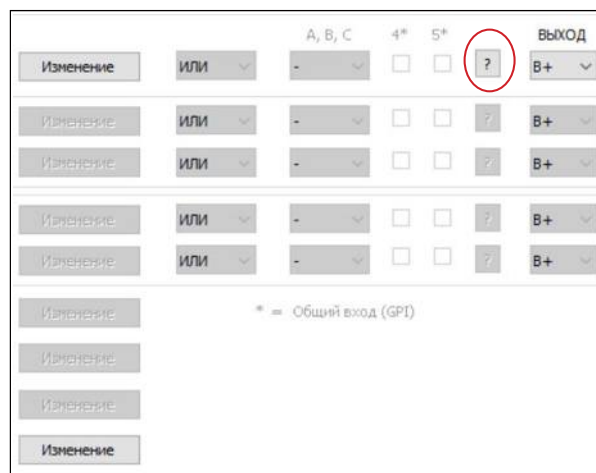 A, B, C 4* 5* ВЫХОД
Изменение ИЛИ - ? B+
Изменение ИЛИ - ? B+
Изменение ИЛИ - ? B+
Изменение ИЛИ - ? B+
Изменение ИЛИ - ? B+
Изменение * = Общий вход (GPI)
Изменение
Изменение
Изменение